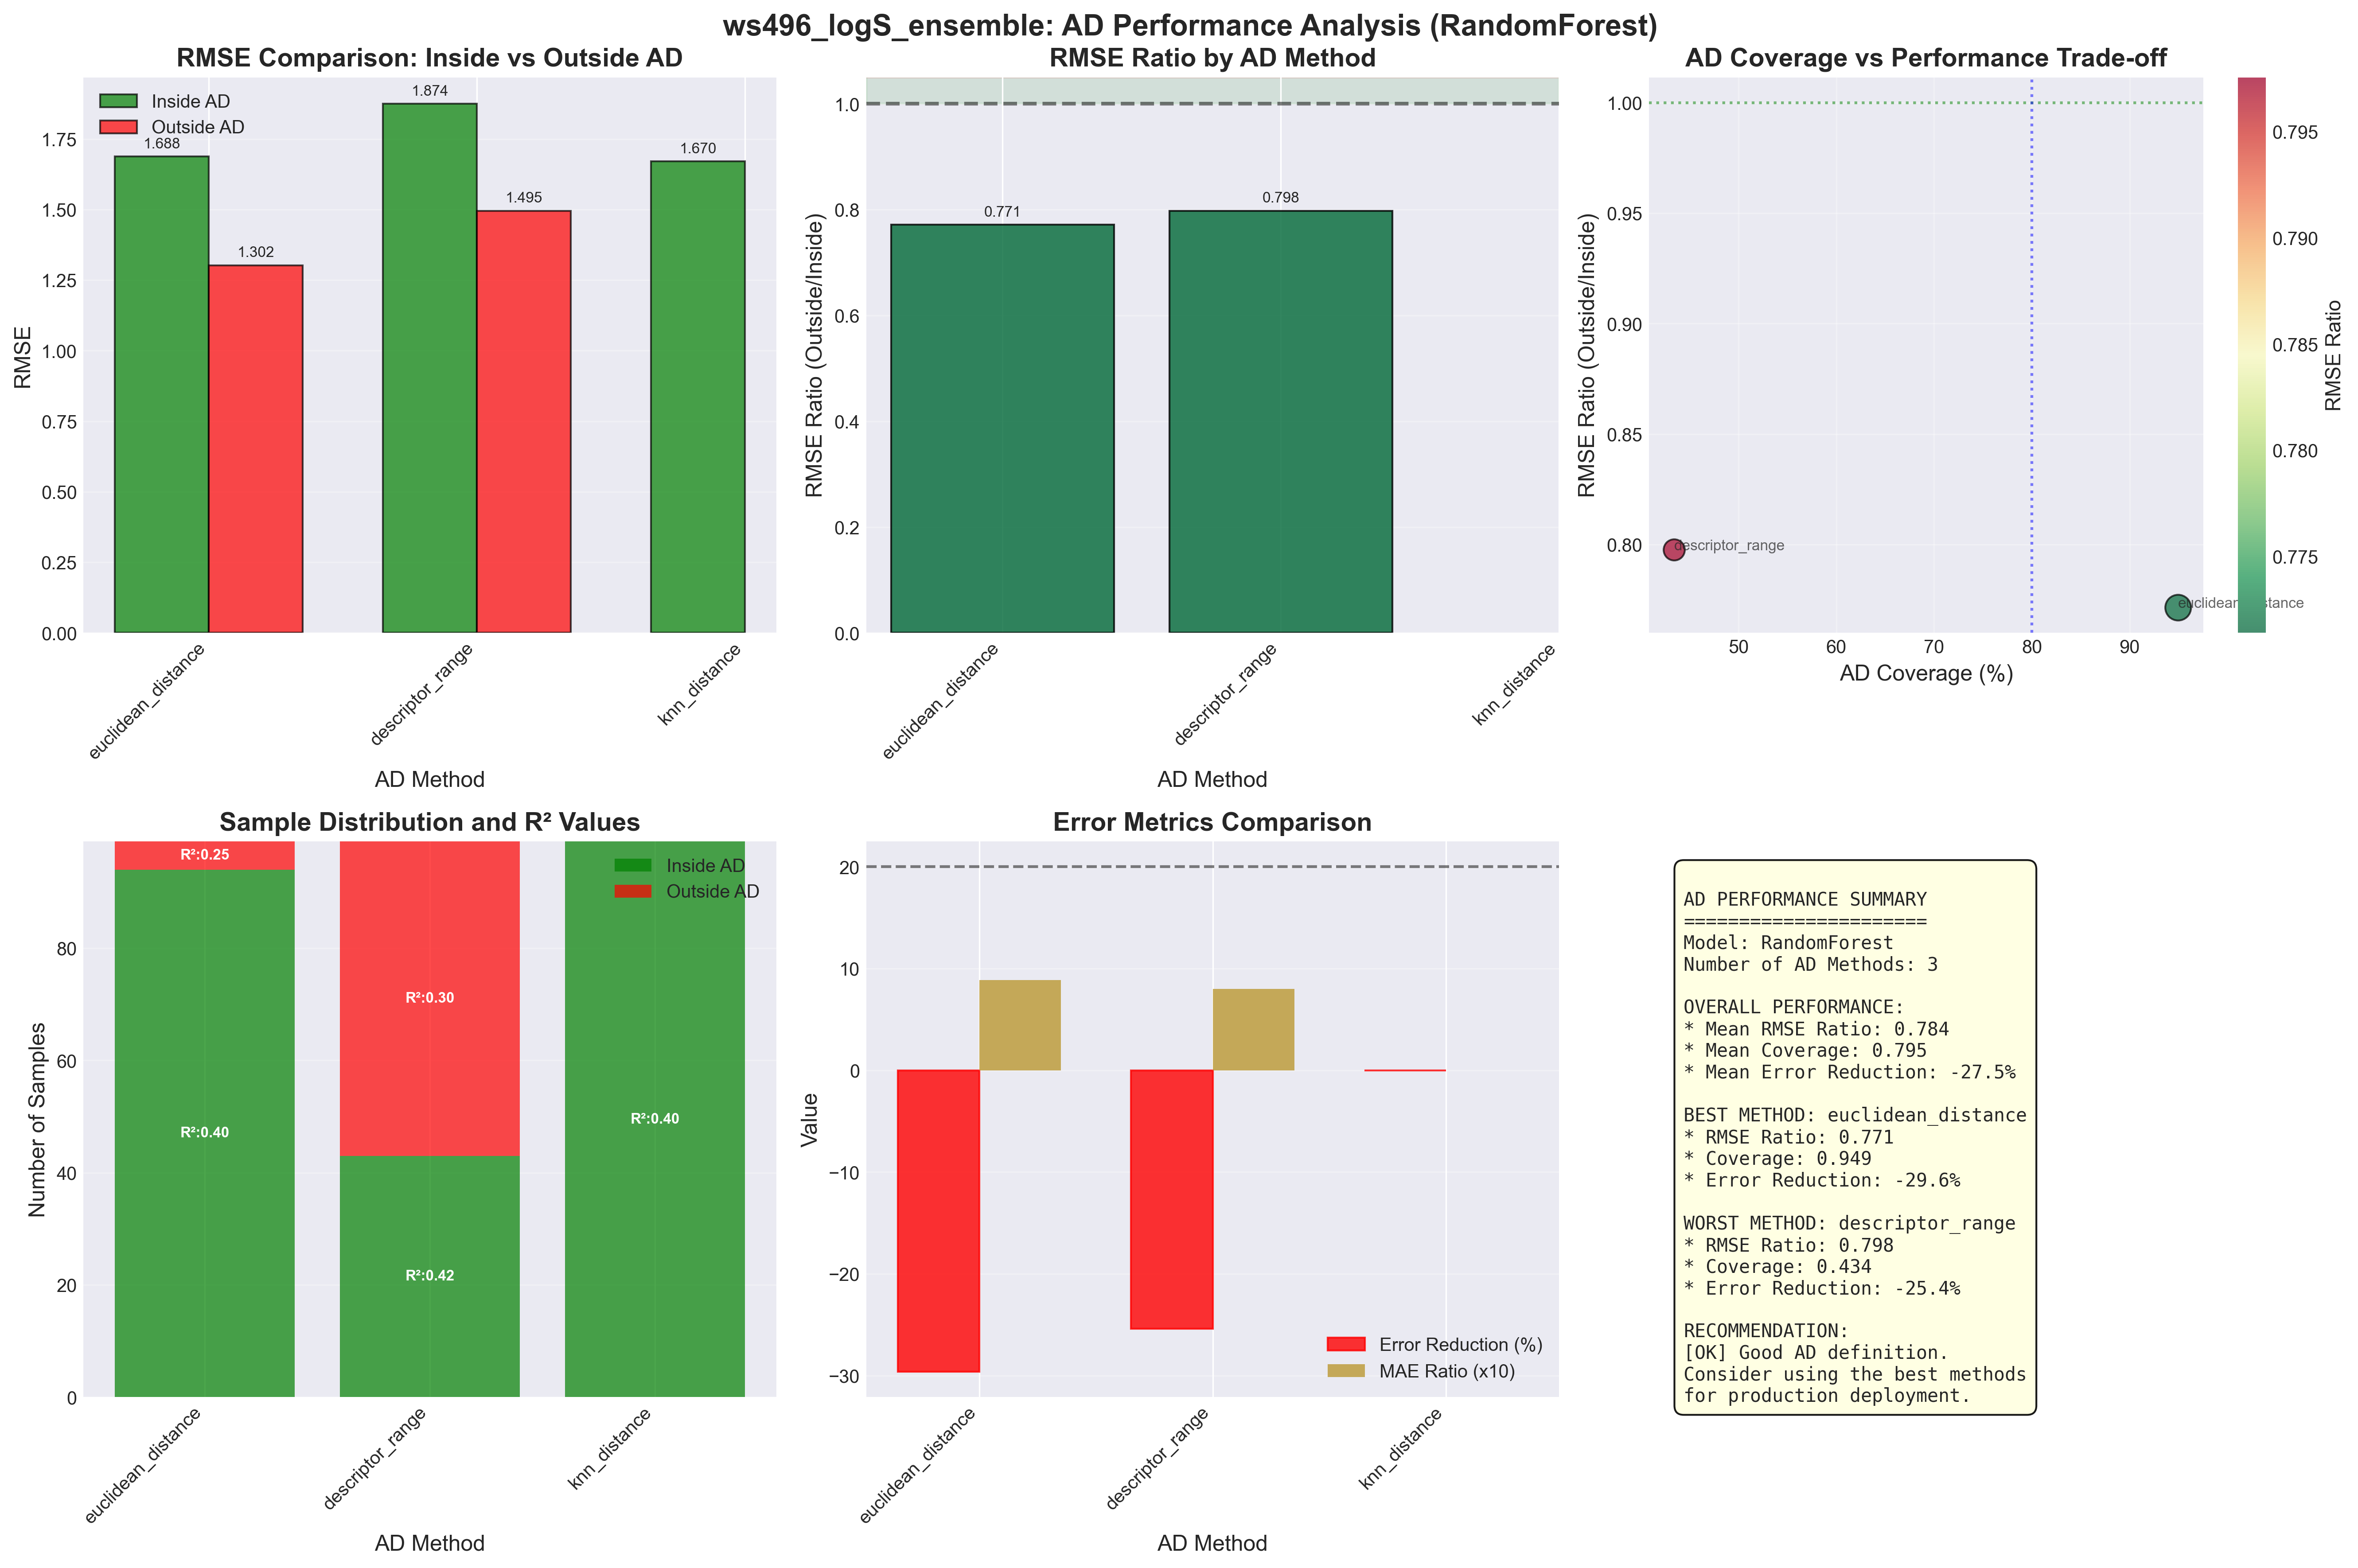 ws496_logS_ensemble: AD Performance Analysis (RandomForest)
RMSE Comparison: Inside vs Outside AD
Inside AD
Outside AD
1.688
1.302
1.874
1.495
1.670
1.75
1.50
1.25
1.00
0.75
0.50
0.25
0.00
RMSE
euclidean_distance
descriptor_range
knn_distance
AD Method
RMSE Ratio by AD Method
1.0
0.8
0.6
0.4
0.2
0.0
0.771
0.798
RMSE Ratio (Outside/Inside)
euclidean_distance
descriptor_range
knn_distance
AD Method
AD Coverage vs Performance Trade-off
1.00
0.95
0.90
0.85
0.80
RMSE Ratio (Outside/Inside)
descriptor_range
euclidean_distance
50
60
70
80
90
AD Coverage (%)
0.795
0.790
0.785
0.780
0.775
RMSE Ratio
Sample Distribution and R² Values
Inside AD
Outside AD
R²:0.25
R²:0.40
R²:0.30
R²:0.42
R²:0.40
80
60
40
20
0
Number of Samples
euclidean_distance
descriptor_range
knn_distance
AD Method
Error Metrics Comparison
20
10
0
−10
−20
−30
Value
Error Reduction (%)
MAE Ratio (x10)
euclidean_distance
descriptor_range
knn_distance
AD Method
AD PERFORMANCE SUMMARY
======================
Model: RandomForest
Number of AD Methods: 3
OVERALL PERFORMANCE:
* Mean RMSE Ratio: 0.784
* Mean Coverage: 0.795
* Mean Error Reduction: -27.5%
BEST METHOD: euclidean_distance
* RMSE Ratio: 0.771
* Coverage: 0.949
* Error Reduction: -29.6%
WORST METHOD: descriptor_range
* RMSE Ratio: 0.798
* Coverage: 0.434
* Error Reduction: -25.4%
RECOMMENDATION:
[OK] Good AD definition.
Consider using the best methods
for production deployment.